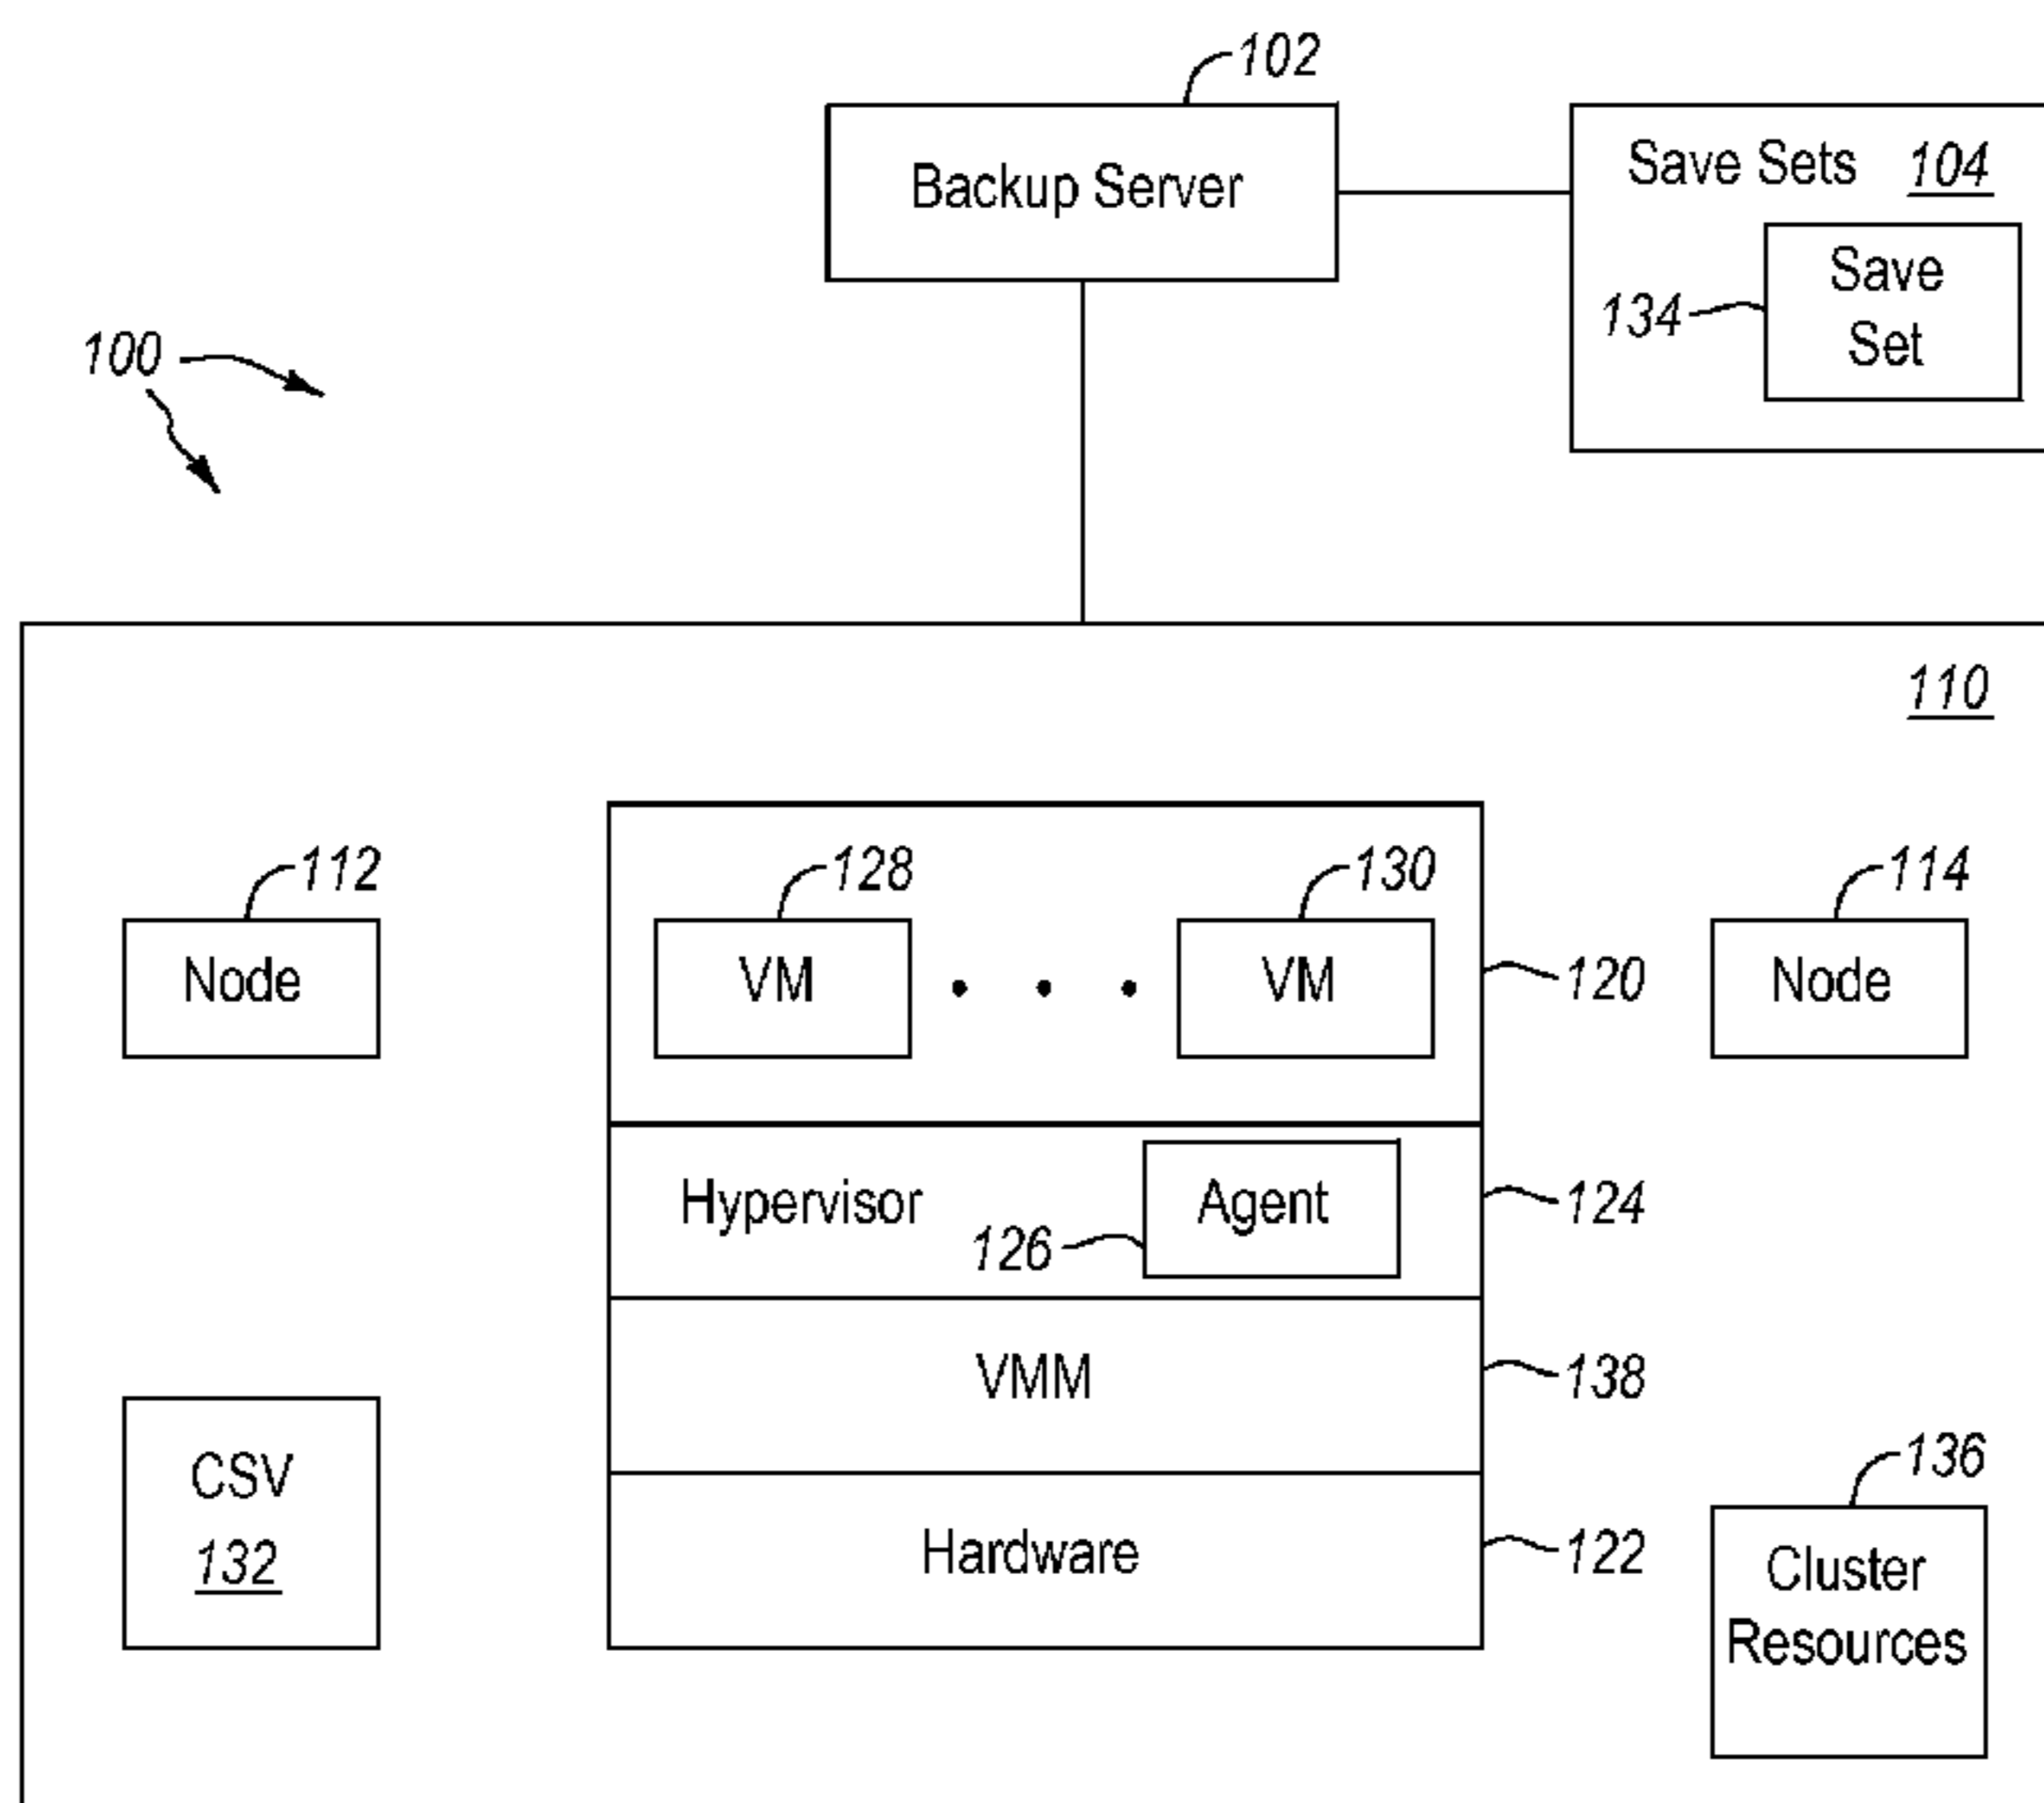 102
Backup Server
Save Sets 104
134
Save
Set
100
110
112
128
130
114
Node
VM
. . .
VM
120
Node
Hypervisor
Agent
124
126
VMM
138
CSV
132
136
Hardware
122
Cluster
Resources